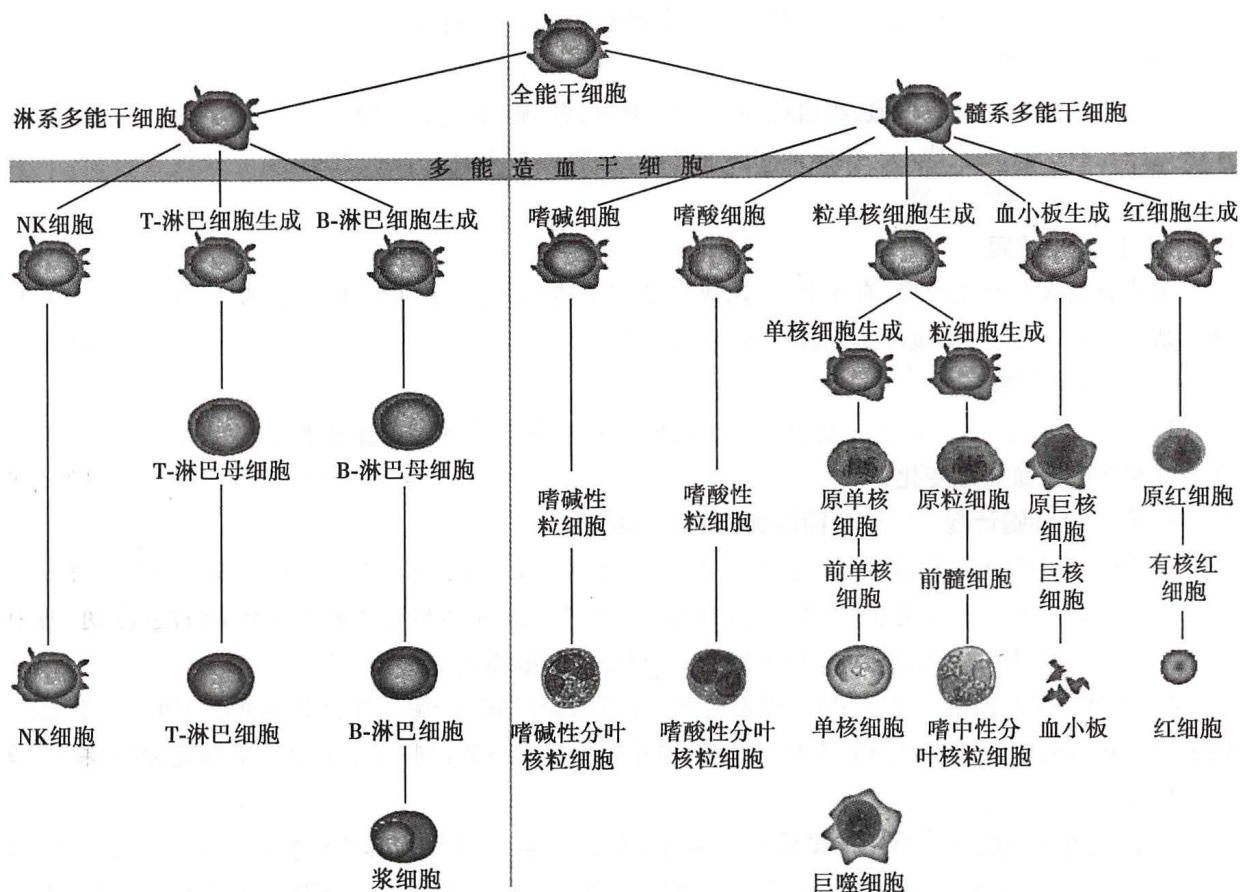 全能干细胞
淋系多能干细胞
髓系多能干细胞
多能造血干细胞
NK细胞
T-淋巴细胞生成
B-淋巴细胞生成
嗜碱细胞
嗜酸细胞
粒单核细胞生成
血小板生成
红细胞生成
单核细胞生成
粒细胞生成
T-淋巴母细胞
B-淋巴母细胞
嗜碱性
粒细胞
嗜酸性
粒细胞
原单核
细胞
原粒细胞
原巨核
细胞
原红细胞
前单核
细胞
前髓细胞
巨核
细胞
有核红
细胞
NK细胞
T-淋巴细胞
B-淋巴细胞
嗜碱性分叶
核粒细胞
嗜酸性分叶
核粒细胞
单核细胞
嗜中性分
叶核粒细胞
血小板
红细胞
浆细胞
巨噬细胞